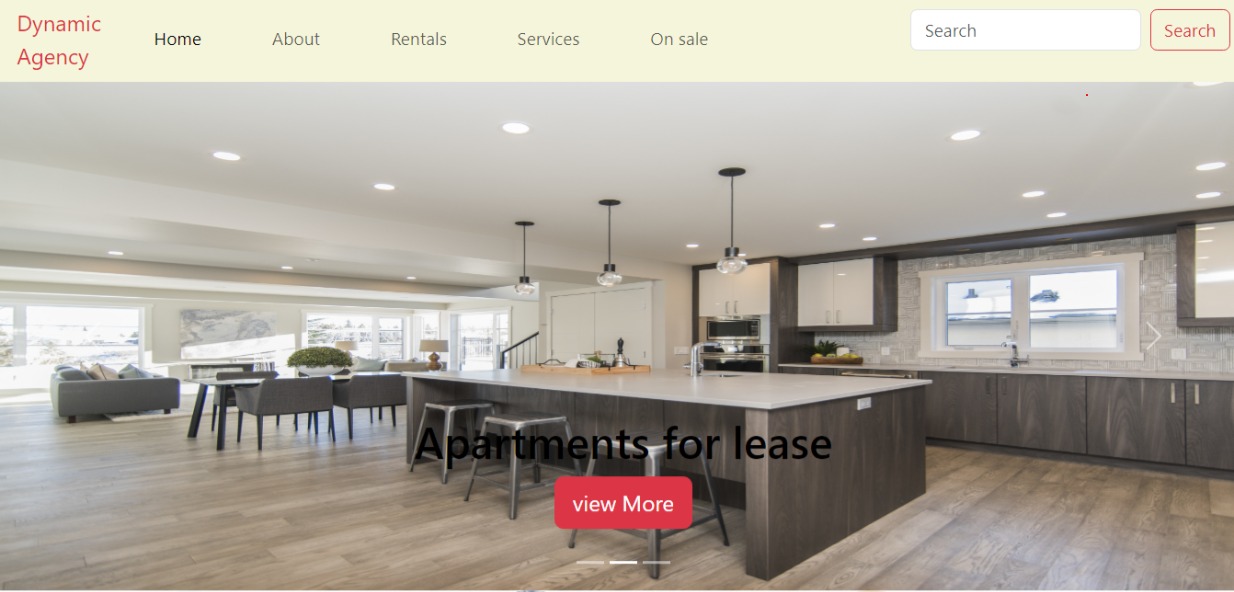 Dynamic
Agency
Home
About
Rentals
Services
On sale
Search
Search
Apartments for lease
view More